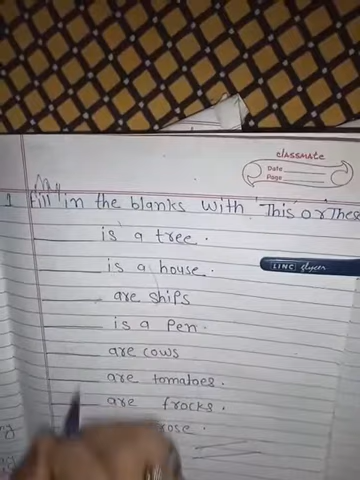 classmate
Date
Page
1 Fill in the blanks with 'This' or 'These
is a tree.
is a house.
LINC glycer
are ships
is a Pen.
are cows
are tomatoes.
are frocks.
rose.